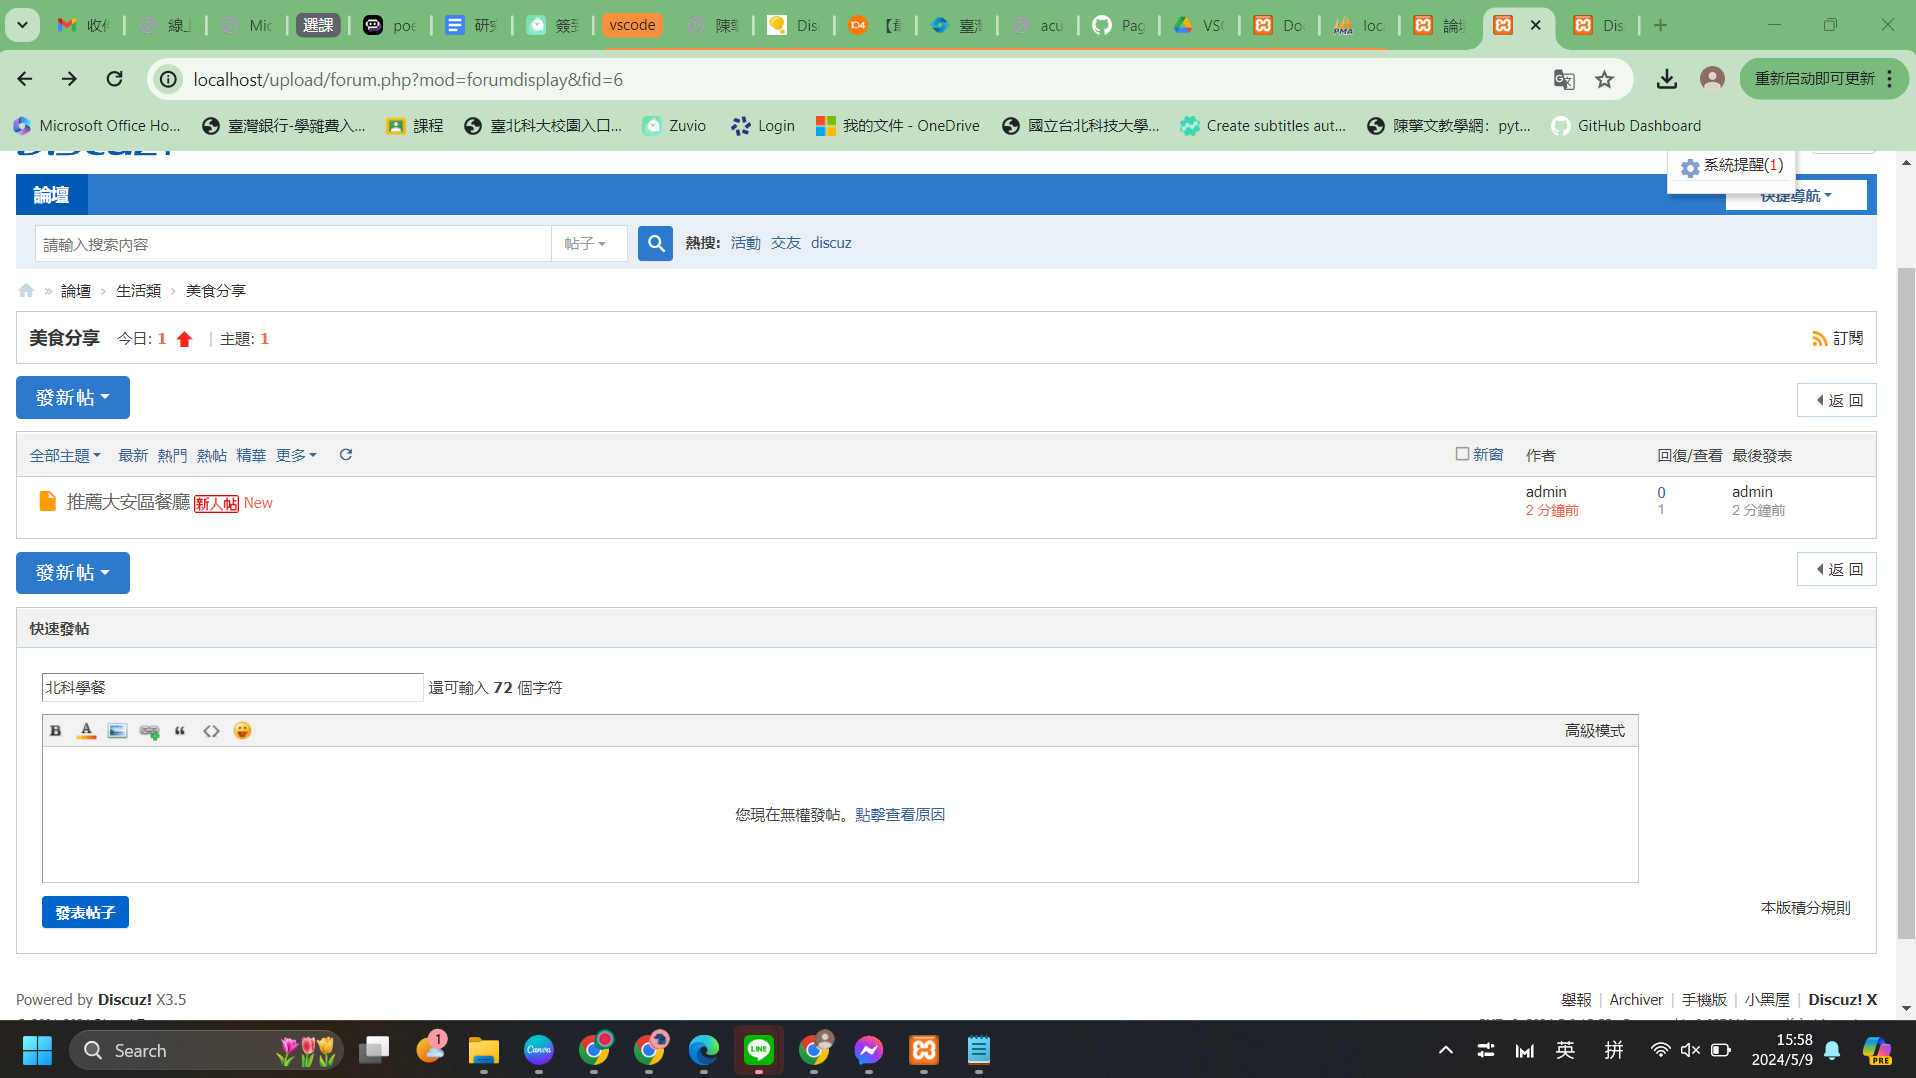 收件
線上
Mic
選課
poe
研究
簽到
vscode
陳擎
Disc
【最
臺灣
acu
Pag
VSC
Doc
loca
論壇
Dis
localhost/upload/forum.php?mod=forumdisplay&fid=6
重新启动即可更新
Microsoft Office Ho...
臺灣銀行-學雜費入...
課程
臺北科大校園入口...
Zuvio
Login
我的文件 - OneDrive
國立台北科技大學...
Create subtitles aut...
陳擎文教學網：pyt...
GitHub Dashboard
Discuz!
系統提醒(1)
論壇
快捷導航
請輸入搜索內容
帖子
熱搜: 活動 交友 discuz
» 論壇 › 生活類 › 美食分享
美食分享 今日: 1 | 主題: 1
訂閱
發新帖
返 回
全部主題 最新 熱門 熱帖 精華 更多
新窗 作者 回復/查看 最後發表
推薦大安區餐廳 新人帖 New
admin 0 admin
2 分鐘前 1 2 分鐘前
發新帖
返 回
快速發帖
北科學餐 還可輸入 72 個字符
B A “ <>
高級模式
您現在無權發帖。點擊查看原因
發表帖子
本版積分規則
Powered by Discuz! X3.5
舉報 | Archiver | 手機版 | 小黑屋 | Discuz! X
Search
1
Canva
LINE
英
拼
15:58
2024/5/9
PRE